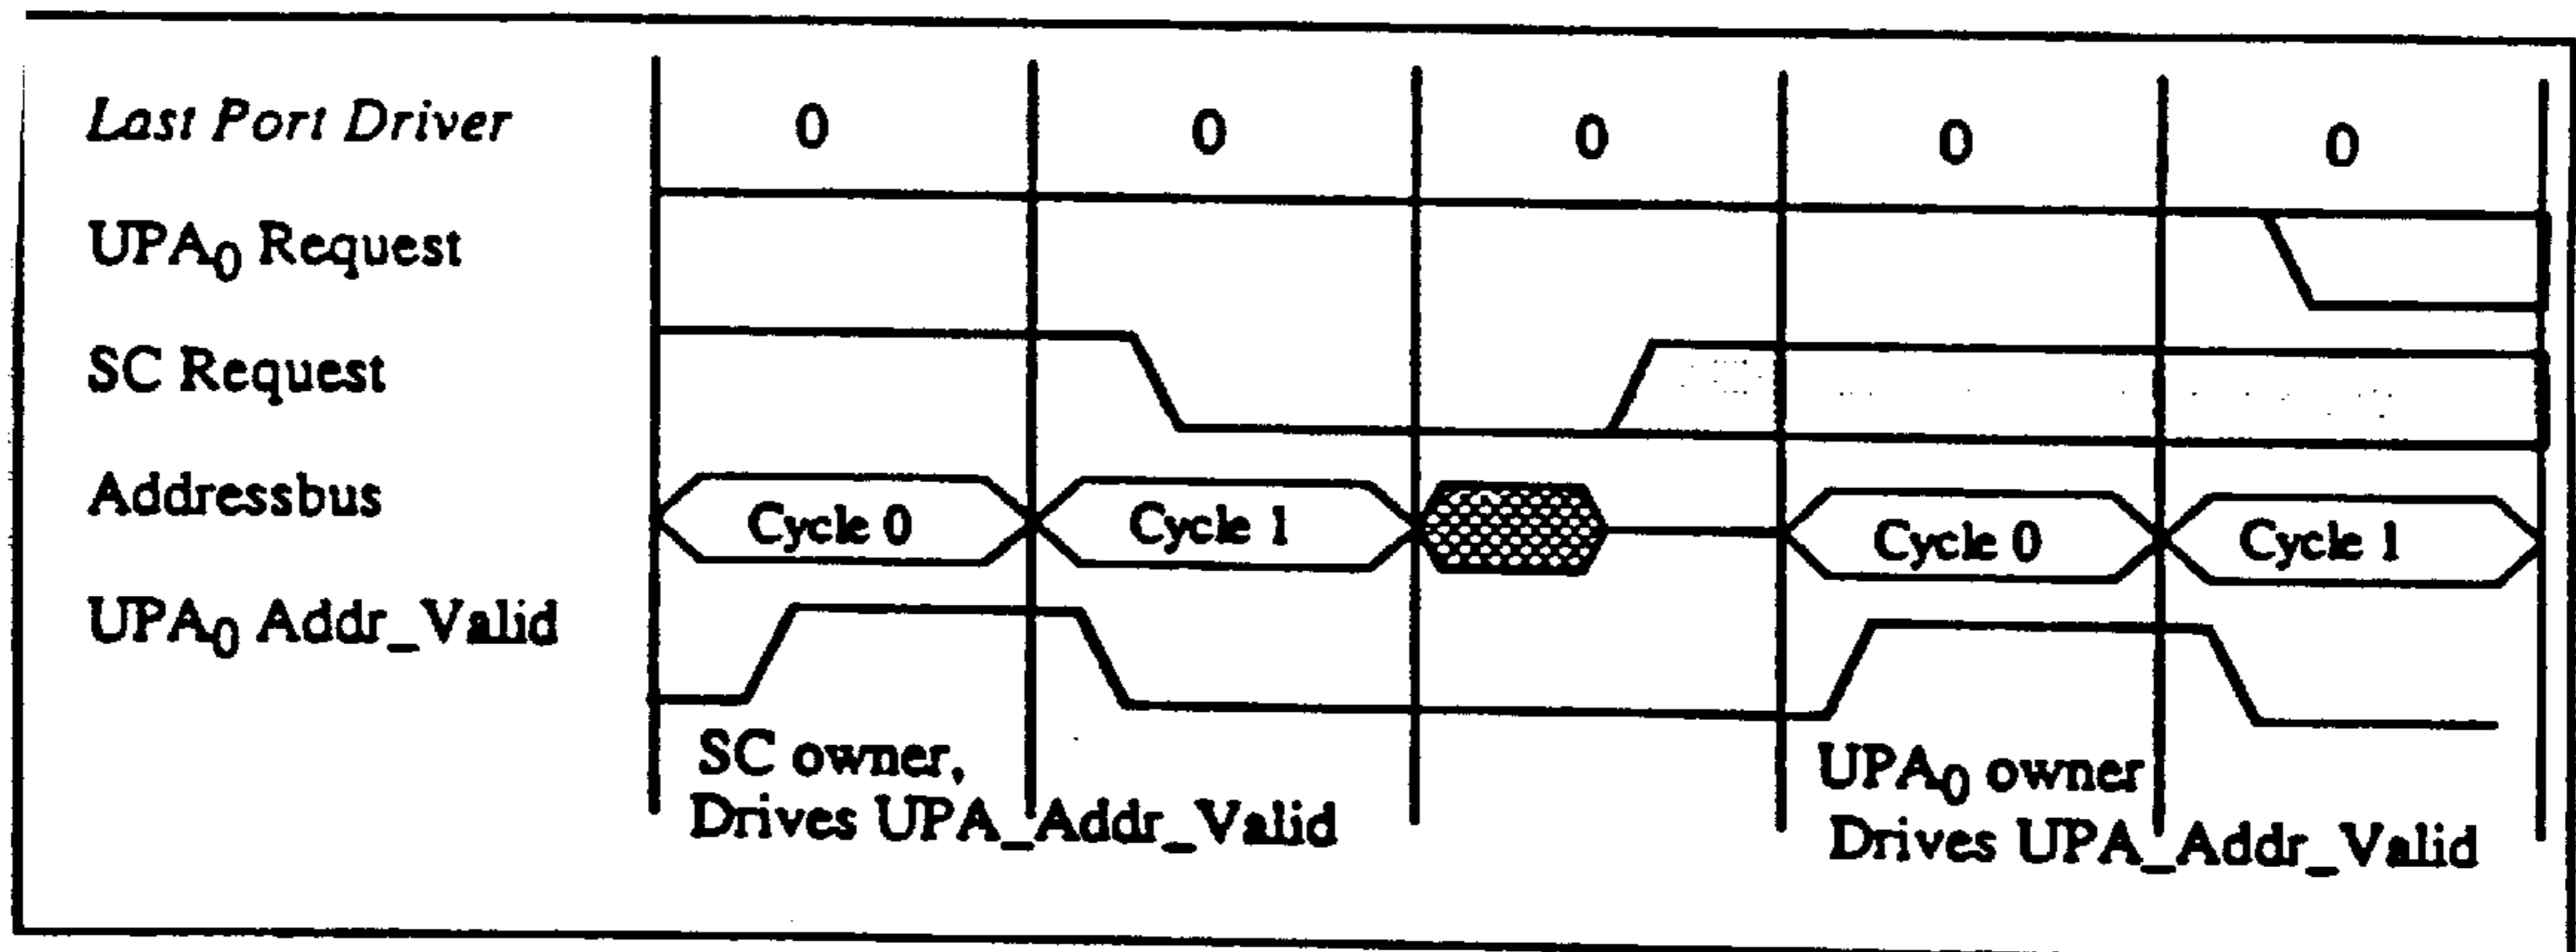 Last Port Driver 0 0 0 0 0
UPA0 Request
SC Request
Addressbus Cycle 0 Cycle 1 Cycle 0 Cycle 1
UPA0 Addr_Valid
SC owner,
Drives UPA_Addr_Valid
UPA0 owner
Drives UPA_Addr_Valid